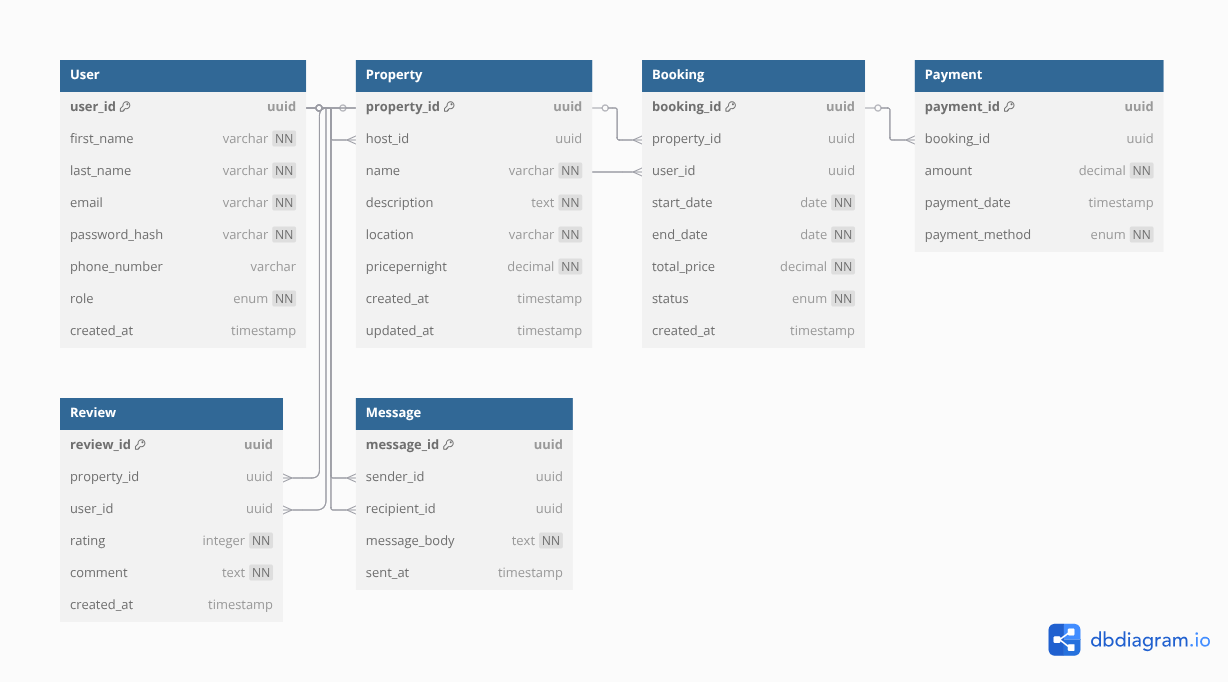 User
user_id uuid
first_name varchar NN
last_name varchar NN
email varchar NN
password_hash varchar NN
phone_number varchar
role enum NN
created_at timestamp
Property
property_id uuid
host_id uuid
name varchar NN
description text NN
location varchar NN
pricepernight decimal NN
created_at timestamp
updated_at timestamp
Booking
booking_id uuid
property_id uuid
user_id uuid
start_date date NN
end_date date NN
total_price decimal NN
status enum NN
created_at timestamp
Payment
payment_id uuid
booking_id uuid
amount decimal NN
payment_date timestamp
payment_method enum NN
Review
review_id uuid
property_id uuid
user_id uuid
rating integer NN
comment text NN
created_at timestamp
Message
message_id uuid
sender_id uuid
recipient_id uuid
message_body text NN
sent_at timestamp
dbdiagram.io